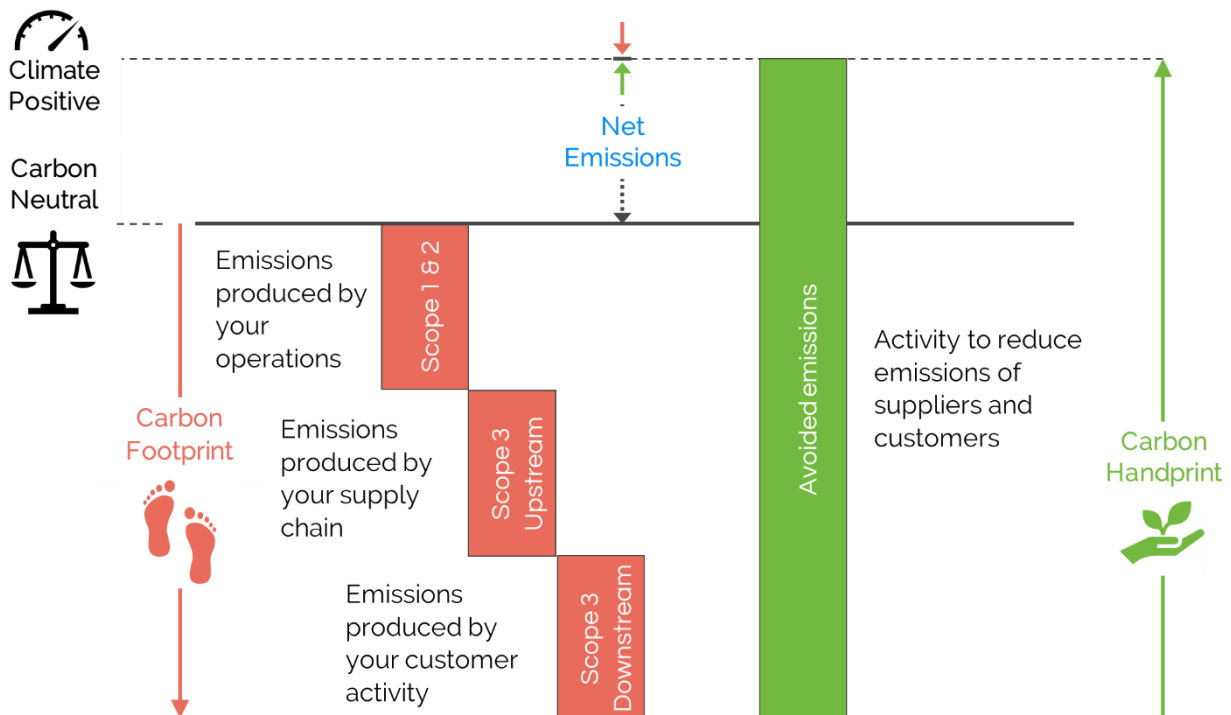 Climate
Positive
Net
Emissions
Carbon
Neutral
Emissions
produced by
your
operations
Scope 1 & 2
Carbon
Footprint
Emissions
produced by
your supply
chain
Scope 3
Upstream
Emissions
produced by
your customer
activity
Scope 3
Downstream
Avoided emissions
Activity to reduce
emissions of
suppliers and
customers
Carbon
Handprint